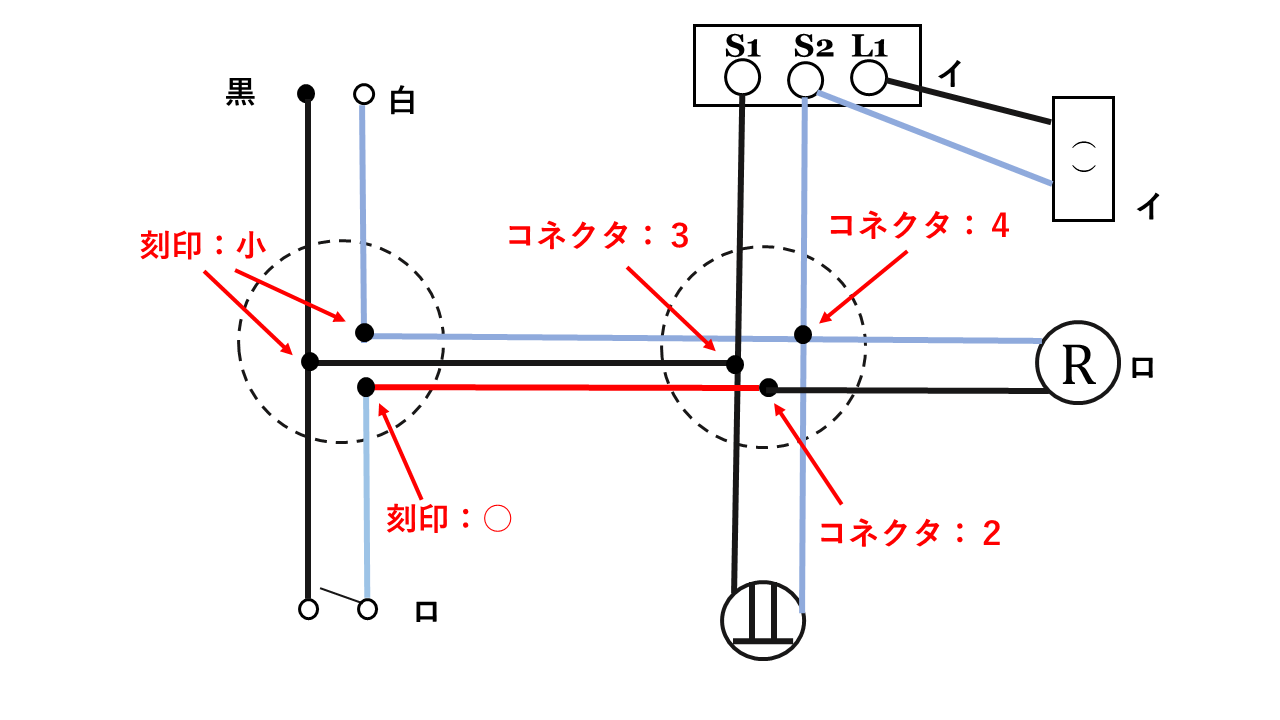 S1 S2 L1
イ
黒
白
( )
イ
刻印：小
コネクタ：３
コネクタ：４
R
ロ
刻印：〇
コネクタ：２
ロ